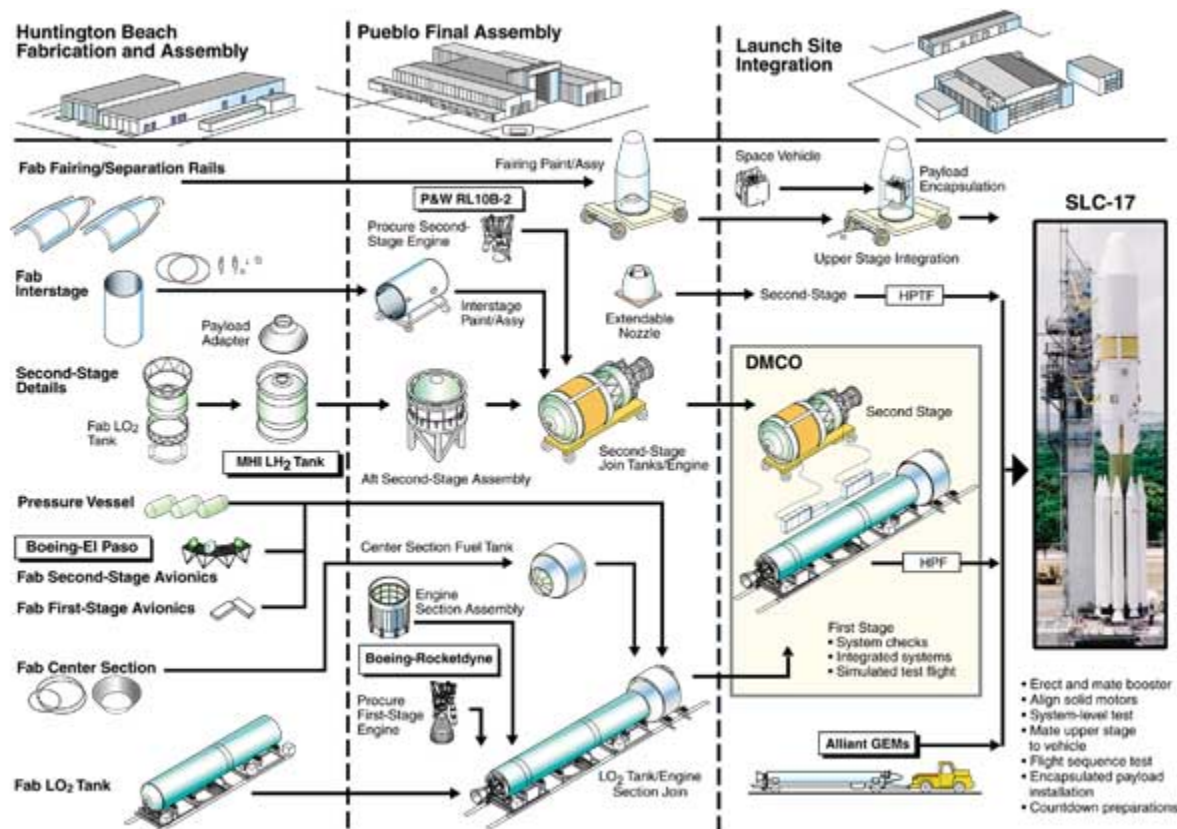 Huntington Beach
Fabrication and Assembly
Pueblo Final Assembly
Launch Site
Integration
Fab Fairing/Separation Rails
Fairing Paint/Assy
Space Vehicle
Payload
Encapsulation
P&W RL10B-2
SLC-17
Procure Second-
Stage Engine
Upper Stage Integration
Fab
Interstage
Interstage
Paint/Assy
Extendable
Nozzle
Second-Stage
HPTF
Payload
Adapter
DMCO
Second-Stage
Details
Fab LO2
Tank
Second Stage
MHI LH2 Tank
Aft Second-Stage Assembly
Second-Stage
Join Tanks/Engine
Pressure Vessel
Boeing-El Paso
Fab Second-Stage Avionics
Center Section Fuel Tank
HPF
Fab First-Stage Avionics
Engine
Section Assembly
First Stage
• System checks
• Integrated systems
• Simulated test flight
Fab Center Section
Boeing-Rocketdyne
Procure
First-Stage
Engine
• Erect and mate booster
• Align solid motors
• System-level test
• Mate upper stage
to vehicle
• Flight sequence test
• Encapsulated payload
installation
• Countdown preparations
Alliant GEMs
Fab LO2 Tank
LO2 Tank/Engine
Section Join